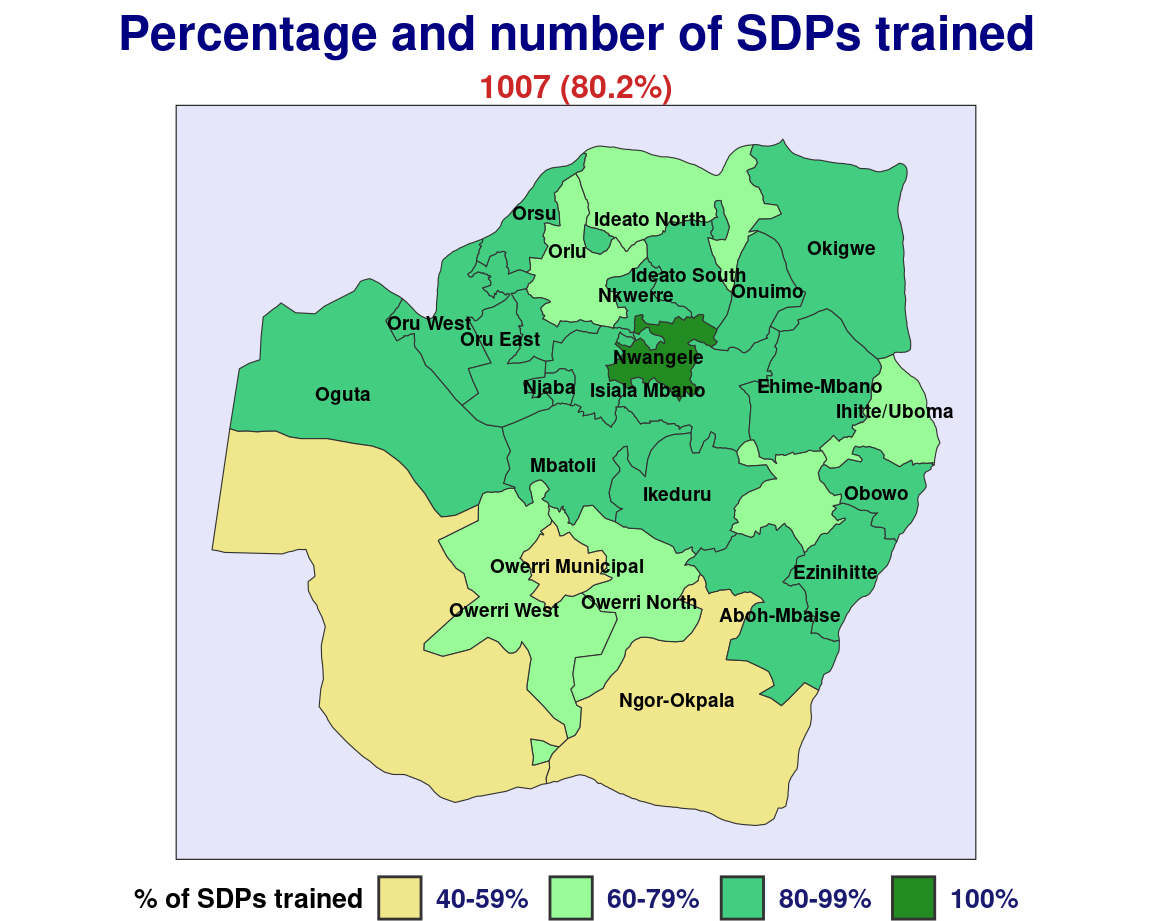 Percentage and number of SDPs trained
1007 (80.2%)
Orsu
Ideato North
Orlu
Okigwe
Ideato South
Nkwerre
Onuimo
Oru West
Oru East
Nwangele
Oguta
Njaba
Isiala Mbano
Ehime-Mbano
Ihitte/Uboma
Mbatoli
Ikeduru
Obowo
Owerri Municipal
Ezinihitte
Owerri West
Owerri North
Aboh-Mbaise
Ngor-Okpala
% of SDPs trained 40-59% 60-79% 80-99% 100%